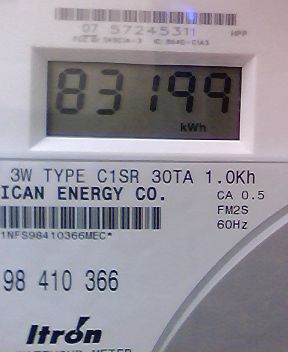 07 57245311
HPP
83199
kWh
3W TYPE C1SR 30TA 1.0Kh
ICAN ENERGY CO.
CA 0.5
FM2S
60Hz
1NFS98410366MEC*
98 410 366
Itron